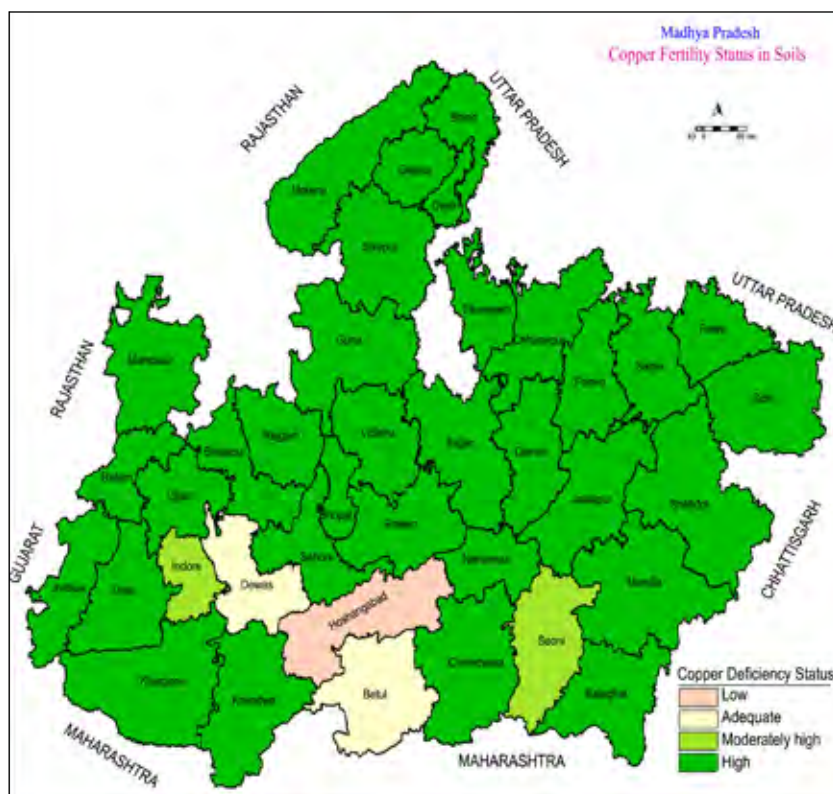 Madhya Pradesh
Copper Fertility Status in Soils
A
RAJASTHAN
UTTAR PRADESH
Bhind
Gwalior
Morena
Datia
Shivpuri
UTTAR PRADESH
Tikamgarh
Chhatarpur
Rewa
Guna
Panna
Satna
Sidhi
RAJASTHAN
Mandsaur
Rajgarh
Vidisha
Sagar
Damoh
Ratlam
Ujjain
Bhopal
Raisen
Jabalpur
Shahdol
GUJARAT
Indore
Dewas
Sehore
Narsimhapur
Mandla
CHHATTISGARH
Jhabua
Dhar
Hoshangabad
Seoni
Chhindwara
Khargone
Khandwa
Betul
Balaghat
Copper Deficiency Status
Low
Adequate
Moderately high
High
MAHARASHTRA
MAHARASHTRA